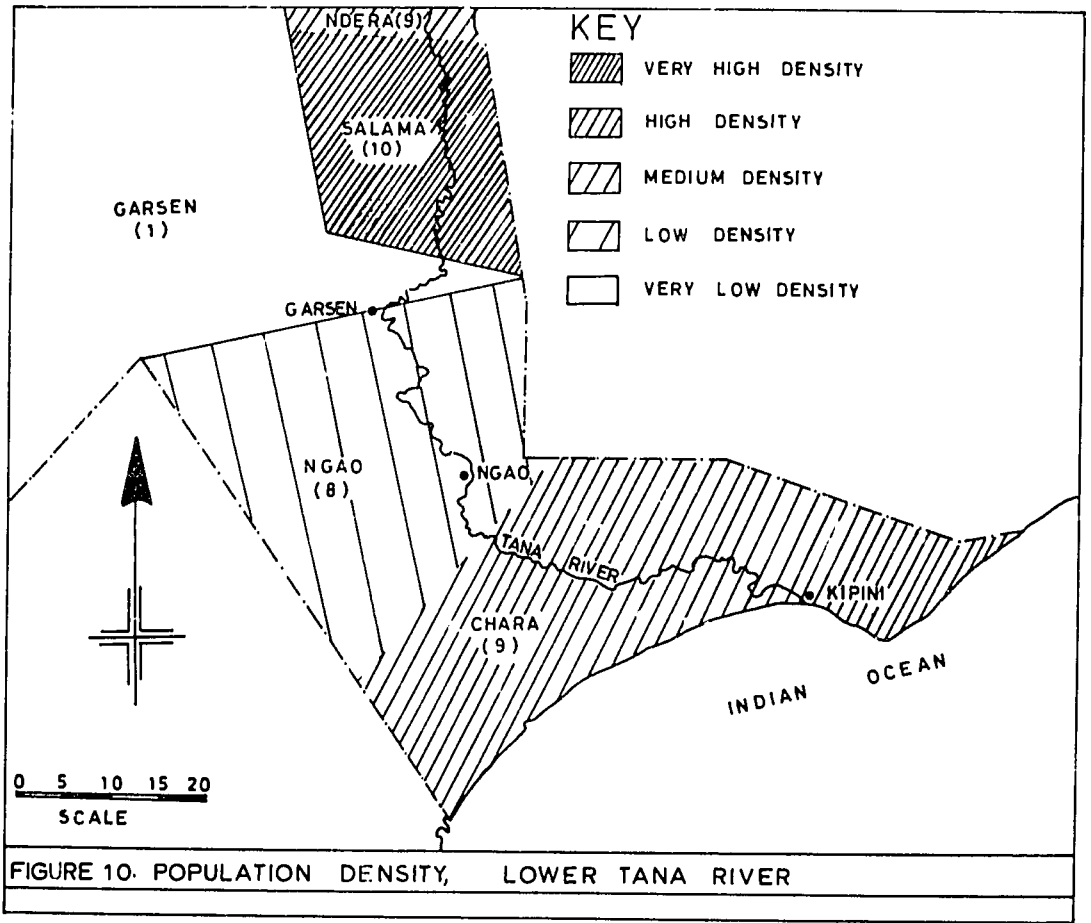 NDERA(9)
SALAMA
(10)
GARSEN
(1)
GARSEN
NGAO
(8)
NGAO
TANA RIVER
CHARA
(9)
KIPINI
INDIAN OCEAN
KEY
VERY HIGH DENSITY
HIGH DENSITY
MEDIUM DENSITY
LOW DENSITY
VERY LOW DENSITY
0 5 10 15 20
SCALE
FIGURE 10. POPULATION DENSITY, LOWER TANA RIVER